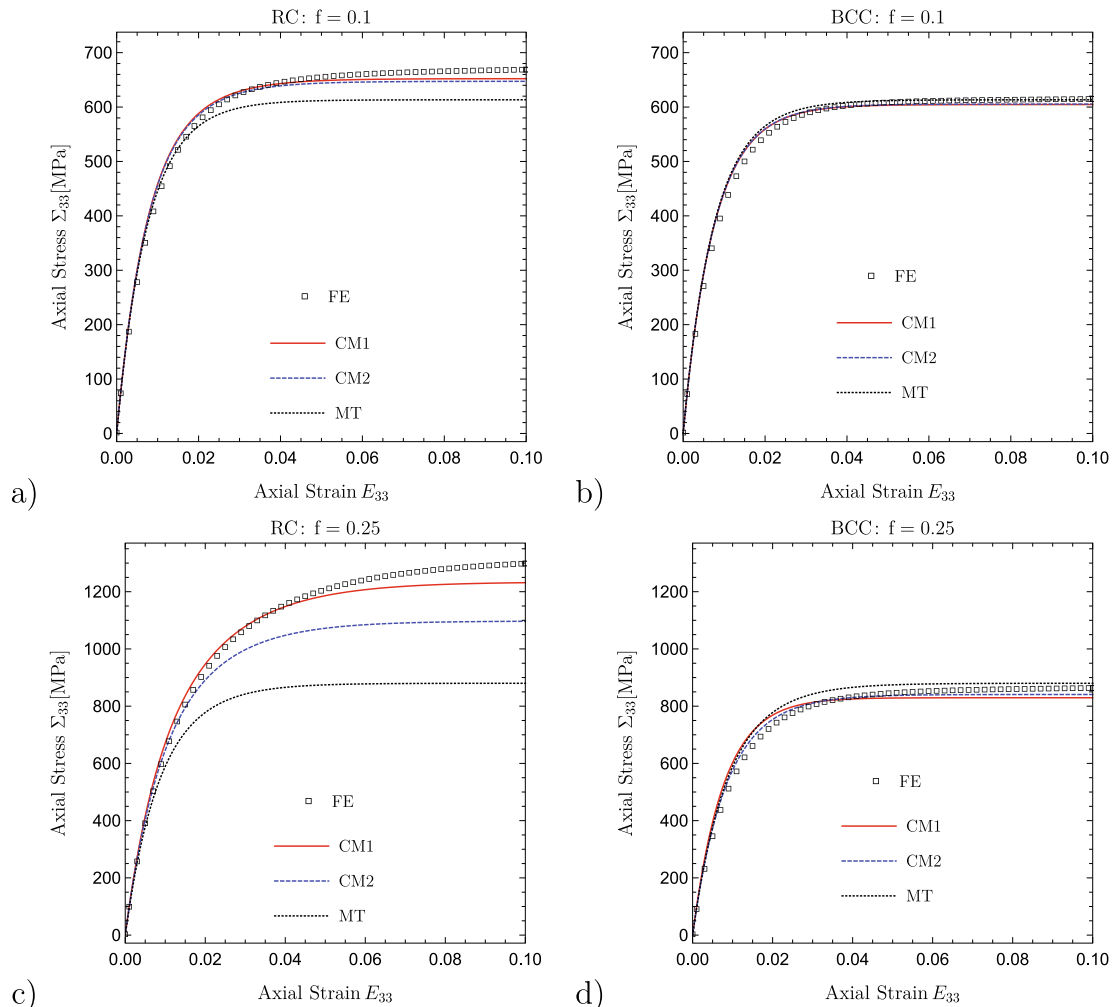 RC: f = 0.1
700
600
500
400
300
200
100
0
Axial Stress Σ33[MPa]
FE
CM1
CM2
MT
0.00 0.02 0.04 0.06 0.08 0.10
Axial Strain E33
a)
BCC: f = 0.1
700
600
500
400
300
200
100
0
Axial Stress Σ33[MPa]
FE
CM1
CM2
MT
0.00 0.02 0.04 0.06 0.08 0.10
Axial Strain E33
b)
RC: f = 0.25
1200
1000
800
600
400
200
0
Axial Stress Σ33[MPa]
FE
CM1
CM2
MT
0.00 0.02 0.04 0.06 0.08 0.10
Axial Strain E33
c)
BCC: f = 0.25
1200
1000
800
600
400
200
0
Axial Stress Σ33[MPa]
FE
CM1
CM2
MT
0.00 0.02 0.04 0.06 0.08 0.10
Axial Strain E33
d)